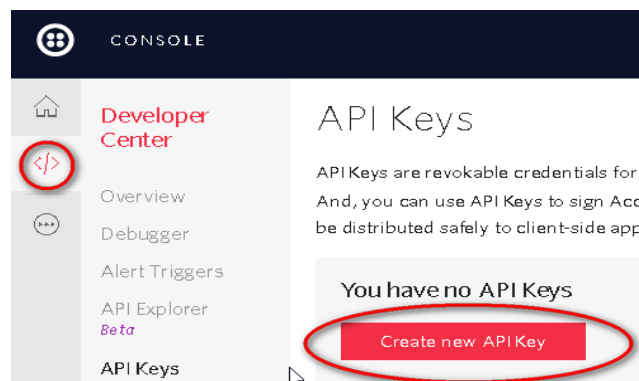 CONSOLE
Developer
Center
Overview
Debugger
Alert Triggers
API Explorer
Beta
API Keys
API Keys
API Keys are revokable credentials for
And, you can use API Keys to sign Acc
be distributed safely to client-side app
You have no API Keys
Create new API Key